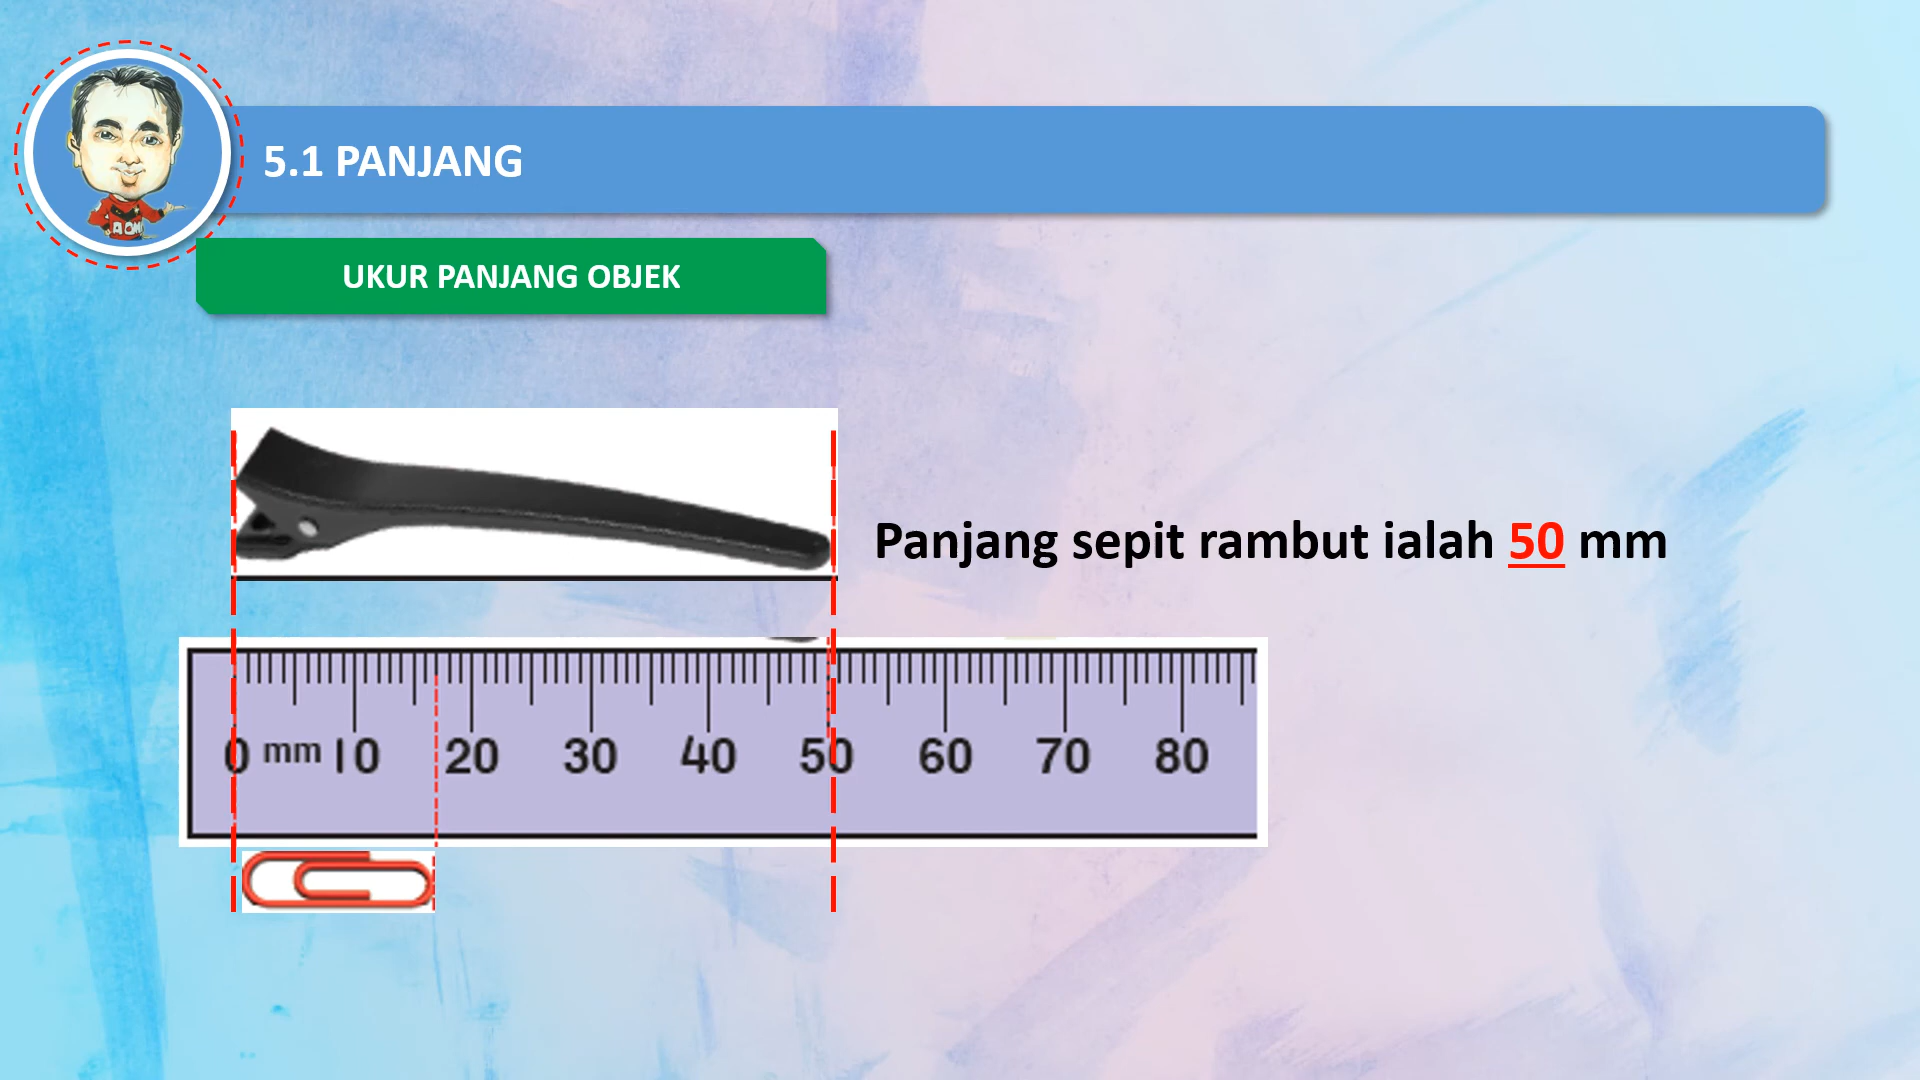 5.1 PANJANG
UKUR PANJANG OBJEK
Panjang sepit rambut ialah 50 mm
0 mm 10 20 30 40 50 60 70 80